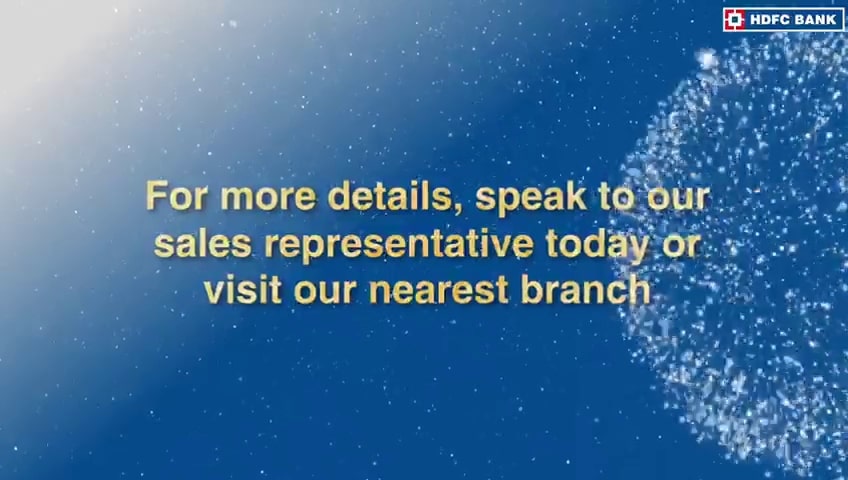 HDFC BANK
For more details, speak to our
sales representative today or
visit our nearest branch